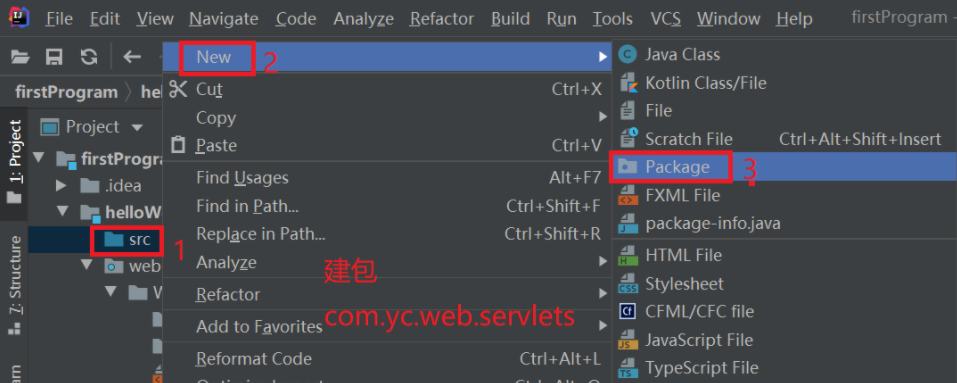 File Edit View Navigate Code Analyze Refactor Build Run Tools VCS Window Help firstProgram -
New 2
Java Class
firstProgram hel
Cut Ctrl+X
Kotlin Class/File
Copy
File
Project
Paste Ctrl+V
Scratch File Ctrl+Alt+Shift+Insert
1: Project
firstProgra
Find Usages Alt+F7
Package 3
.idea
Find in Path... Ctrl+Shift+F
FXML File
helloWo
Replace in Path... Ctrl+Shift+R
package-info.java
src 1
Analyze
建包
HTML File
web
Refactor
Stylesheet
7: Structure
W
Add to Favorites
com.yc.web.servlets
CFML/CFC file
Reformat Code Ctrl+Alt+L
JavaScript File
TypeScript File